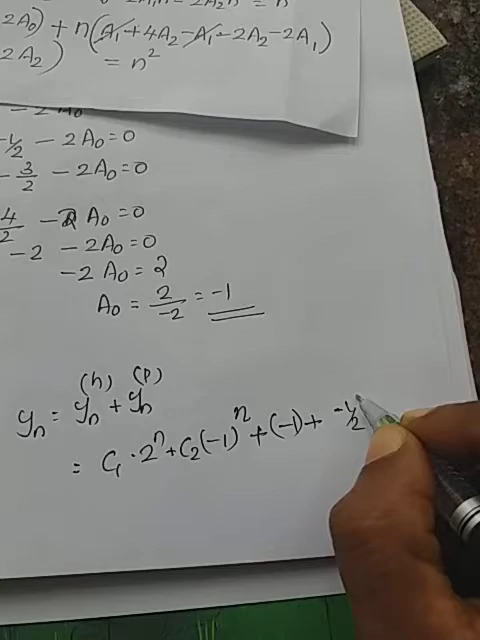 2A₀) + n(A₁ + 4A₂ - A₁ - 2A₂ - 2A₁)
2A₂) = n²
-½ - 2A₀ = 0
-3/2 - 2A₀ = 0
4/2 - 2A₀ = 0
-2 - 2A₀ = 0
-2A₀ = 2
A₀ = 2/-2 = -1
yₙ = yₙ⁽ʰ⁾ + yₙ⁽ᵖ⁾
= C₁ · 2ⁿ + C₂(-1)ⁿ + (-1) + -½